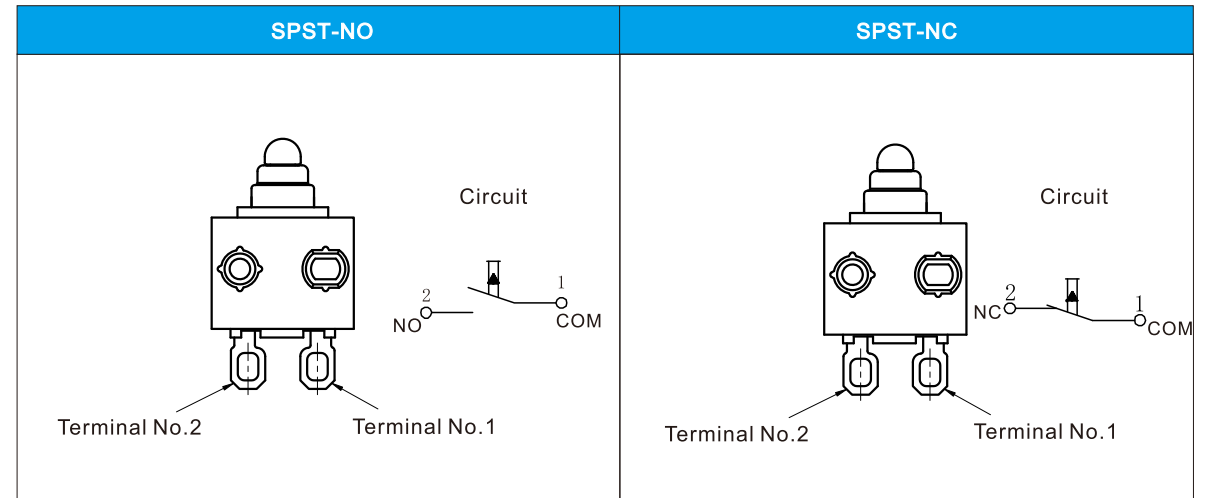 SPST-NO
SPST-NC
Circuit
2
1
NO
COM
Terminal No.2
Terminal No.1
Circuit
2
1
NC
COM
Terminal No.2
Terminal No.1